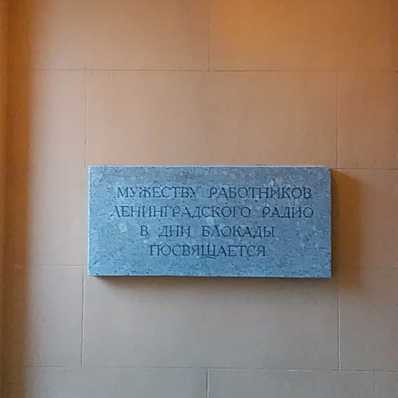 МУЖЕСТВУ РАБОТНИКОВ
ЛЕНИНГРАДСКОГО РАДИО
В ДНИ БЛОКАДЫ
ПОСВЯЩАЕТСЯ